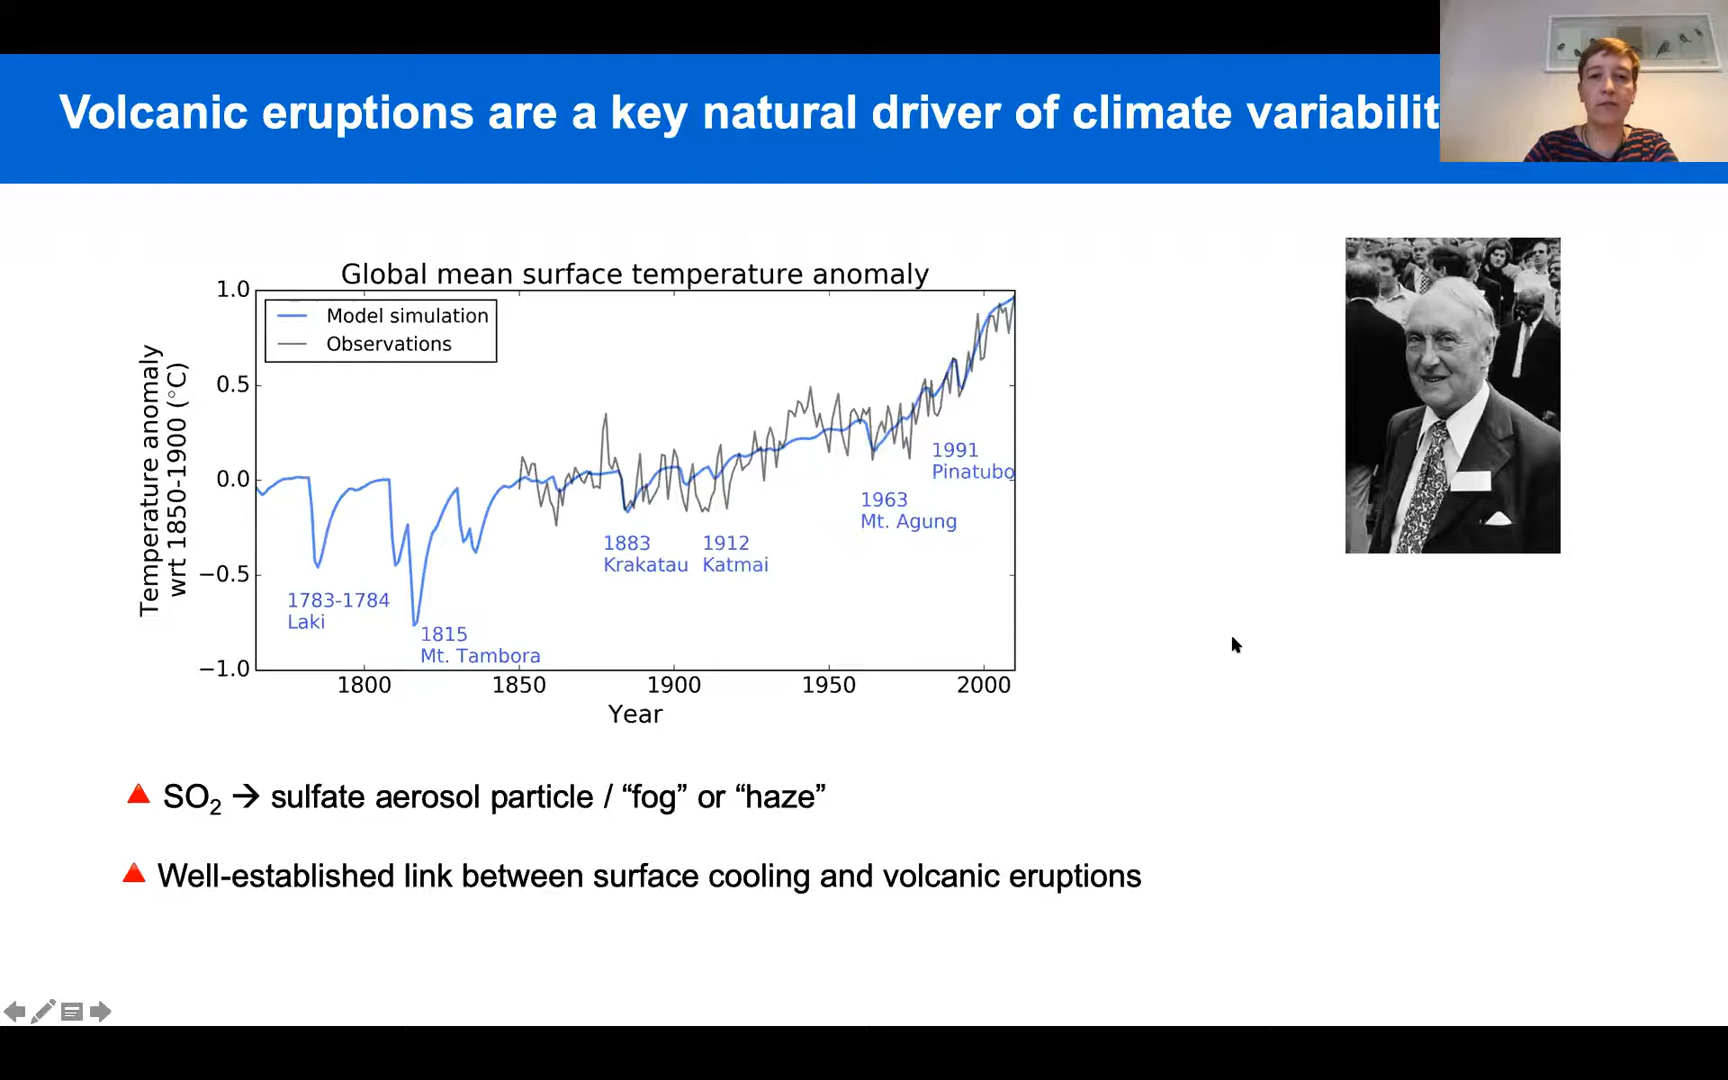 Volcanic eruptions are a key natural driver of climate variabilit
Global mean surface temperature anomaly
Model simulation
Observations
Temperature anomaly
wrt 1850-1900 (°C)
1.0
0.5
0.0
−0.5
−1.0
1991
Pinatubo
1963
Mt. Agung
1883
Krakatau
1912
Katmai
1783-1784
Laki
1815
Mt. Tambora
1800 1850 1900 1950 2000
Year
SO₂ → sulfate aerosol particle / “fog” or “haze”
Well-established link between surface cooling and volcanic eruptions